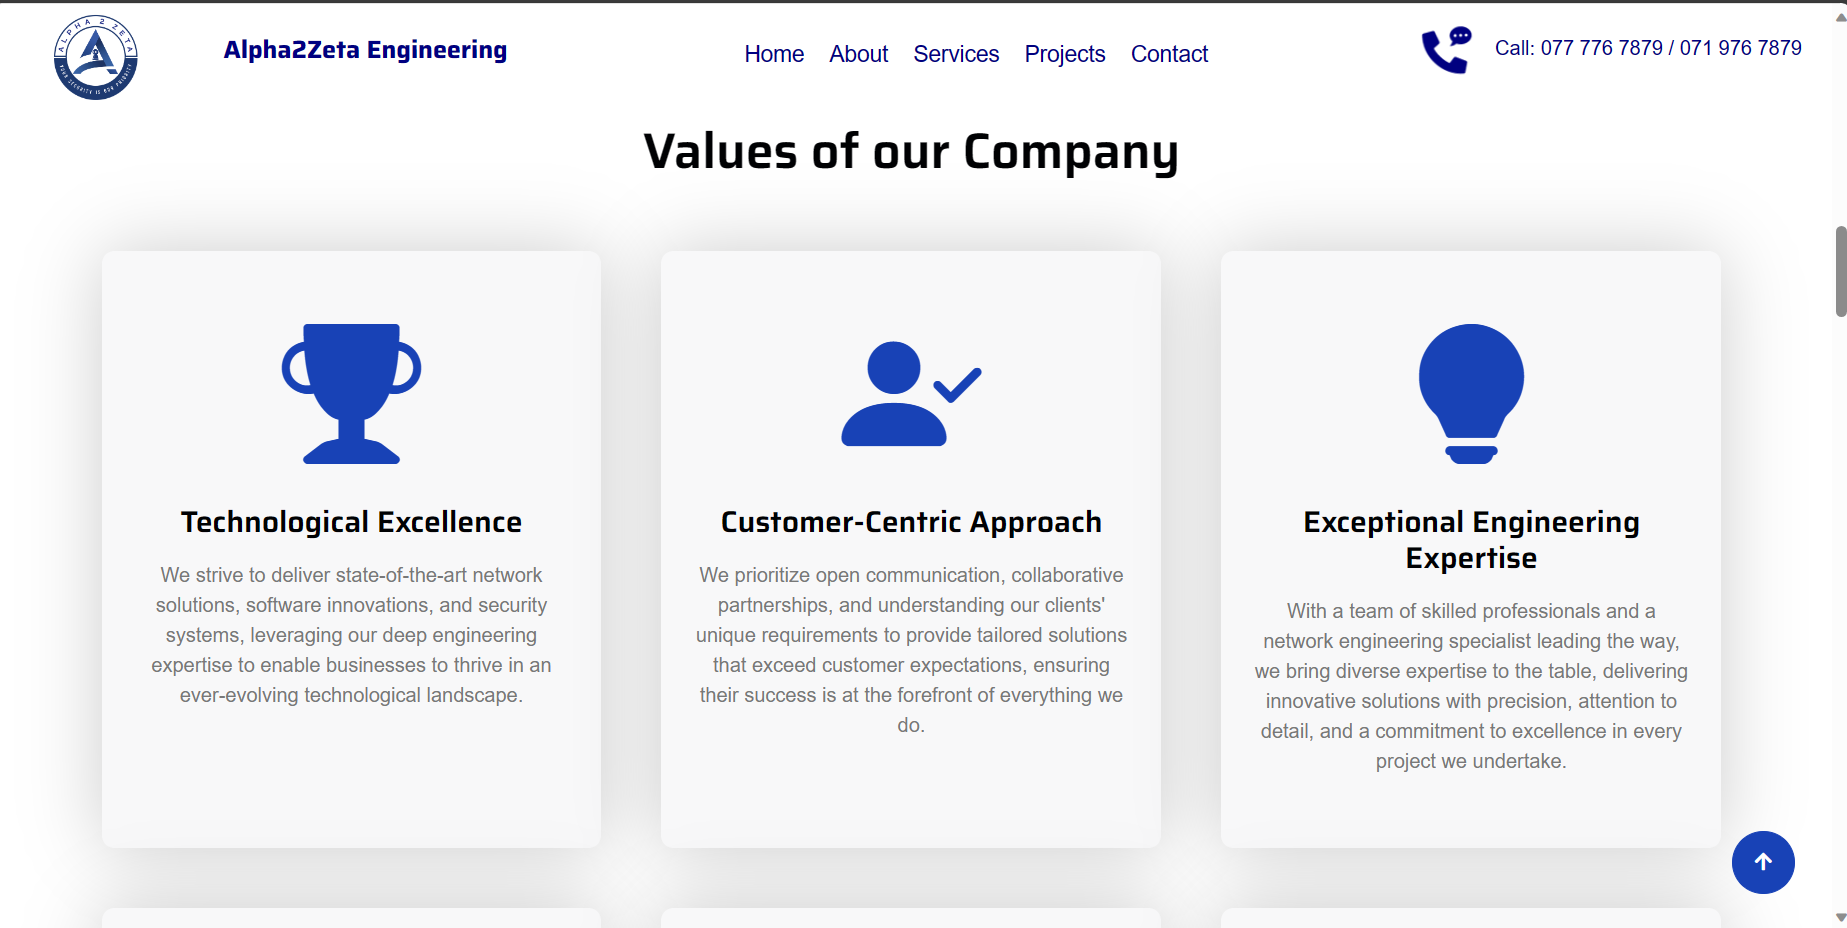 ALPHA 2 ZETA
YOUR SECURITY IS OUR PRIORITY
Alpha2Zeta Engineering
Home
About
Services
Projects
Contact
Call: 077 776 7879 / 071 976 7879
Values of our Company
Technological Excellence
We strive to deliver state-of-the-art network
solutions, software innovations, and security
systems, leveraging our deep engineering
expertise to enable businesses to thrive in an
ever-evolving technological landscape.
Customer-Centric Approach
We prioritize open communication, collaborative
partnerships, and understanding our clients'
unique requirements to provide tailored solutions
that exceed customer expectations, ensuring
their success is at the forefront of everything we
do.
Exceptional Engineering
Expertise
With a team of skilled professionals and a
network engineering specialist leading the way,
we bring diverse expertise to the table, delivering
innovative solutions with precision, attention to
detail, and a commitment to excellence in every
project we undertake.